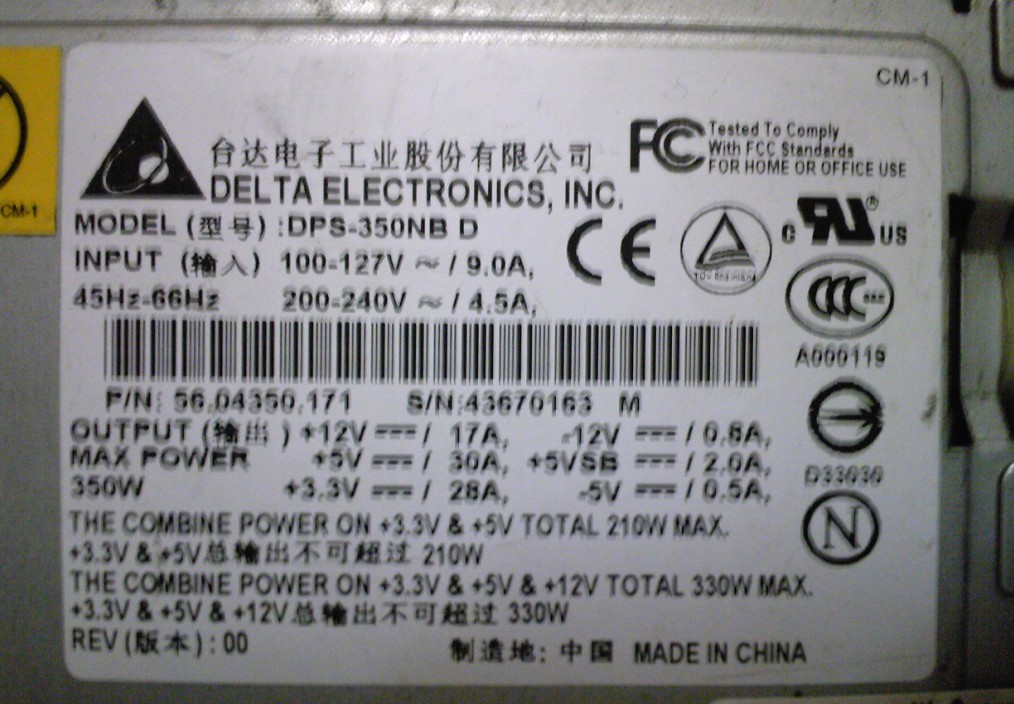 CM-1
CM-1
台达电子工业股份有限公司
DELTA ELECTRONICS, INC.
FCC Tested To Comply
With FCC Standards
FOR HOME OR OFFICE USE
MODEL (型号) :DPS-350NB D
INPUT (输入) 100-127V ~ / 9.0A,
45Hz-66Hz 200-240V ~ / 4.5A,
CE
C UL ® US
CCC
A000119
P/N: 56.04350.171 S/N:43670163 M
OUTPUT (输出) +12V / 17A, -12V / 0.8A,
MAX POWER +5V / 30A, +5VSB / 2.0A,
350W +3.3V / 28A, -5V / 0.5A,
D33030
N
THE COMBINE POWER ON +3.3V & +5V TOTAL 210W MAX.
+3.3V & +5V总输出不可超过 210W
THE COMBINE POWER ON +3.3V & +5V & +12V TOTAL 330W MAX.
+3.3V & +5V & +12V总输出不可超过 330W
REV (版本) : 00 制造地: 中国 MADE IN CHINA